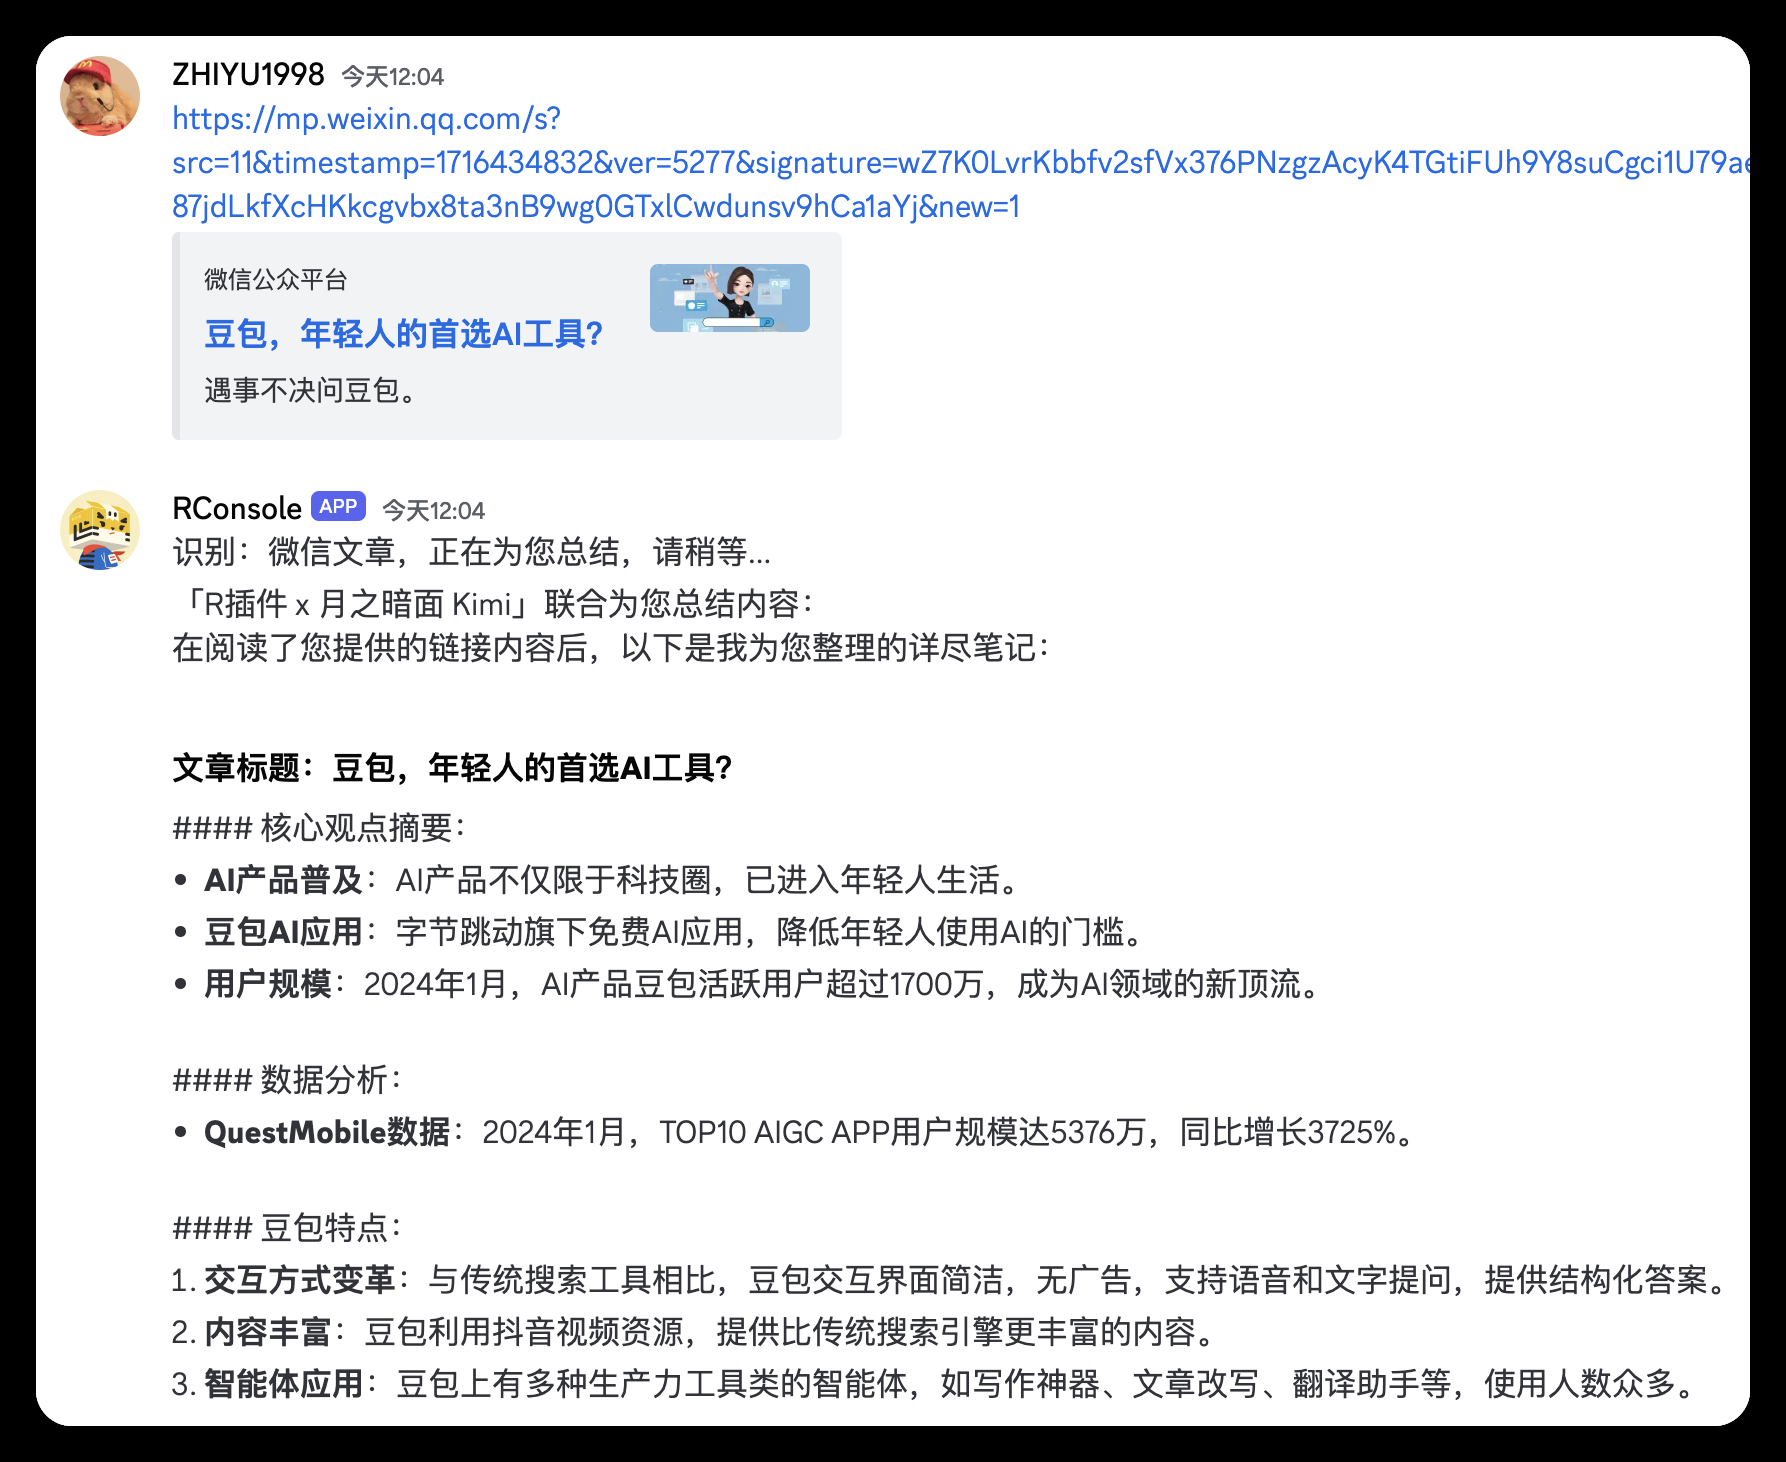 ZHIYU1998 今天12:04
https://mp.weixin.qq.com/s?
src=11&timestamp=1716434832&ver=5277&signature=wZ7K0LvrKbbfv2sfVx376PNzgzAcyK4TGtiFUh9Y8suCgci1U79ae
87jdLkfXcHKkcgvbx8ta3nB9wg0GTxlCwdunsv9hCa1aYj&new=1
微信公众平台
豆包，年轻人的首选AI工具？
遇事不决问豆包。
RConsole APP 今天12:04
识别：微信文章，正在为您总结，请稍等...
「R插件 x 月之暗面 Kimi」联合为您总结内容：
在阅读了您提供的链接内容后，以下是我为您整理的详尽笔记：
文章标题：豆包，年轻人的首选AI工具？
#### 核心观点摘要：
• AI产品普及：AI产品不仅限于科技圈，已进入年轻人生活。
• 豆包AI应用：字节跳动旗下免费AI应用，降低年轻人使用AI的门槛。
• 用户规模：2024年1月，AI产品豆包活跃用户超过1700万，成为AI领域的新顶流。
#### 数据分析：
• QuestMobile数据：2024年1月，TOP10 AIGC APP用户规模达5376万，同比增长3725%。
#### 豆包特点：
1. 交互方式变革：与传统搜索工具相比，豆包交互界面简洁，无广告，支持语音和文字提问，提供结构化答案。
2. 内容丰富：豆包利用抖音视频资源，提供比传统搜索引擎更丰富的内容。
3. 智能体应用：豆包上有多种生产力工具类的智能体，如写作神器、文章改写、翻译助手等，使用人数众多。